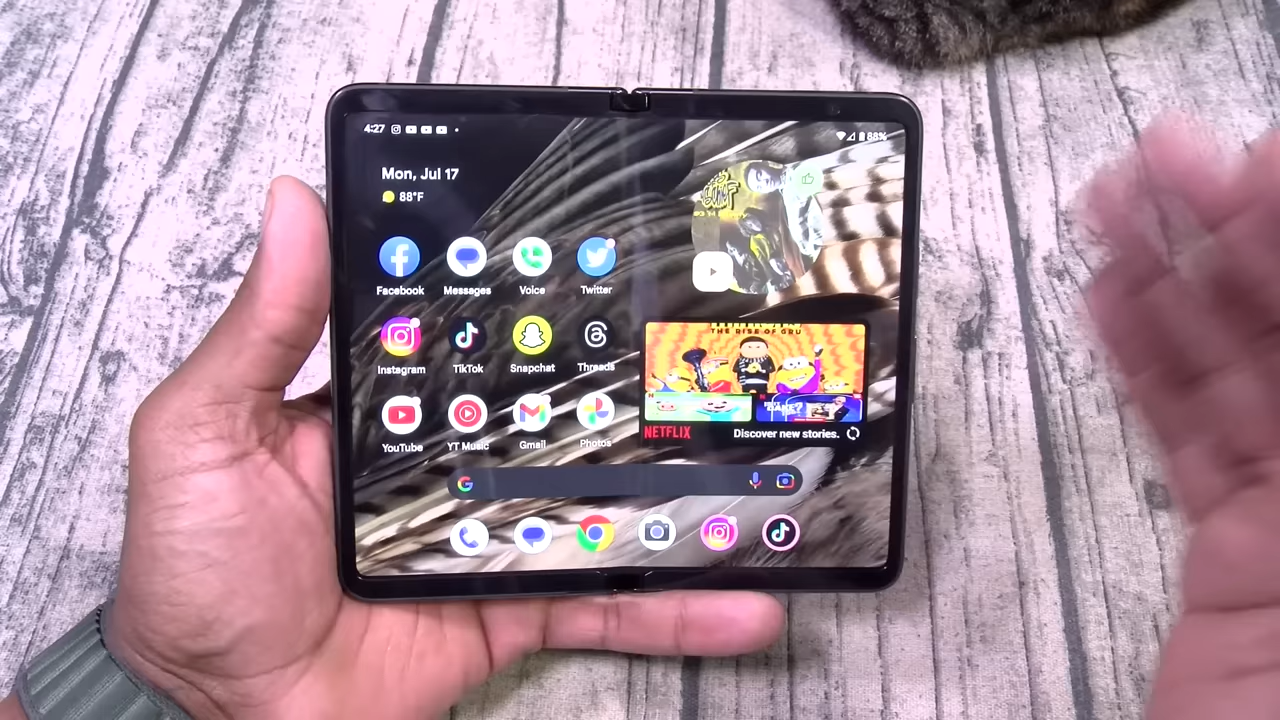 4:27
88%
Mon, Jul 17
88°F
Facebook
Messages
Voice
Twitter
Instagram
TikTok
Snapchat
Threads
YouTube
YT Music
Gmail
Photos
THE RISE OF GRU
NETFLIX
Discover new stories.